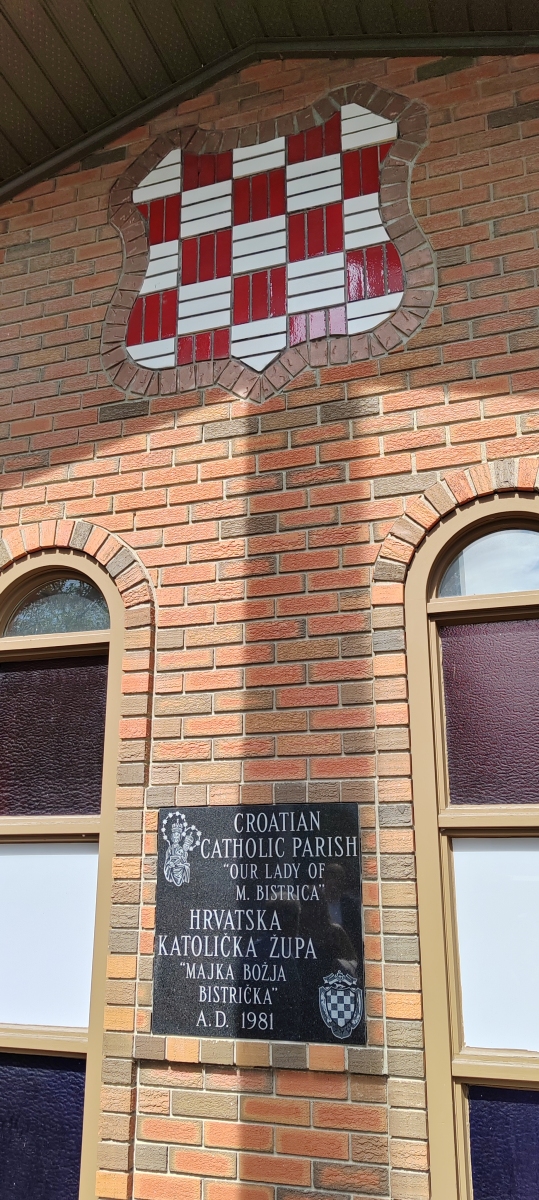 CROATIAN
CATHOLIC PARISH
"OUR LADY OF
M. BISTRICA"
HRVATSKA
KATOLIČKA ŽUPA
"MAJKA BOŽJA
BISTRIČKA"
A.D. 1981